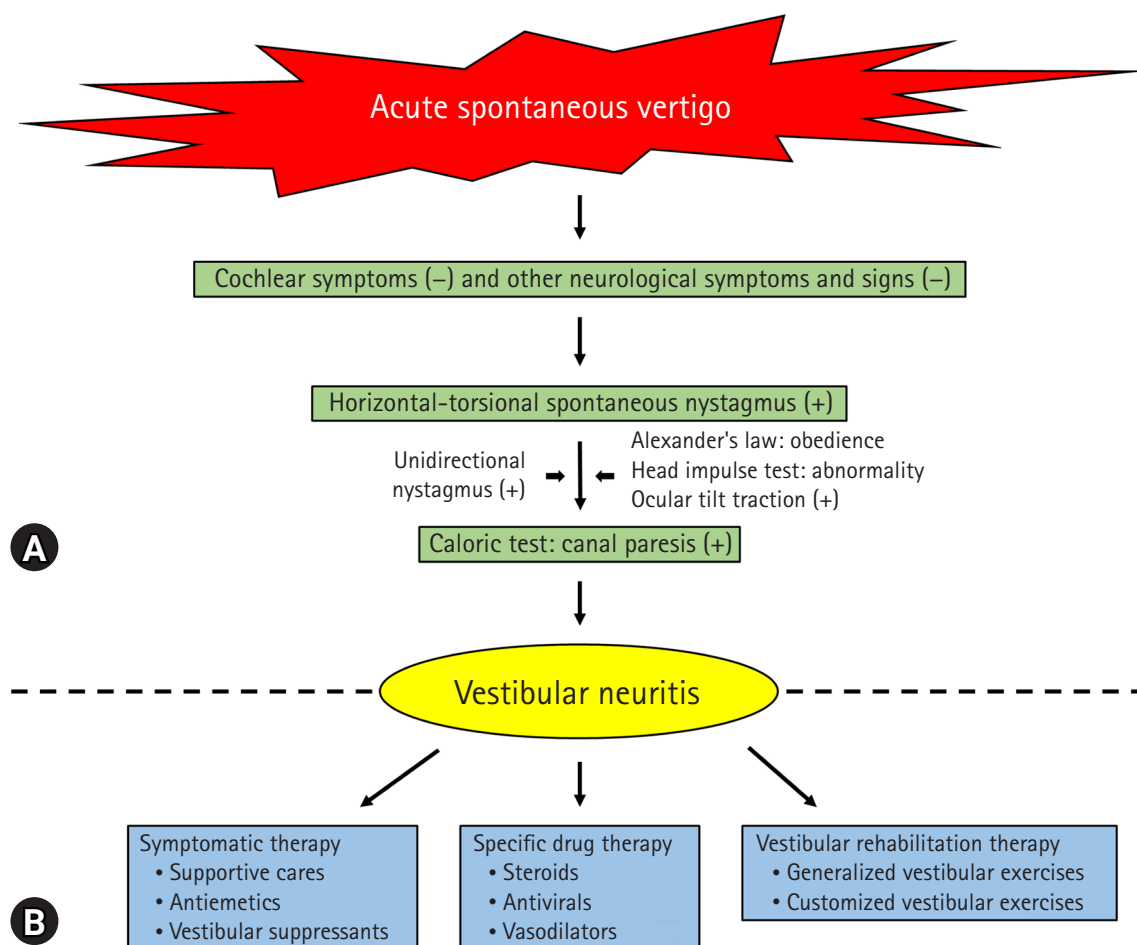 Acute spontaneous vertigo
Cochlear symptoms (–) and other neurological symptoms and signs (–)
Horizontal-torsional spontaneous nystagmus (+)
Unidirectional
nystagmus (+)
Alexander's law: obedience
Head impulse test: abnormality
Ocular tilt traction (+)
Caloric test: canal paresis (+)
A
Vestibular neuritis
Symptomatic therapy
• Supportive cares
• Antiemetics
• Vestibular suppressants
Specific drug therapy
• Steroids
• Antivirals
• Vasodilators
Vestibular rehabilitation therapy
• Generalized vestibular exercises
• Customized vestibular exercises
B